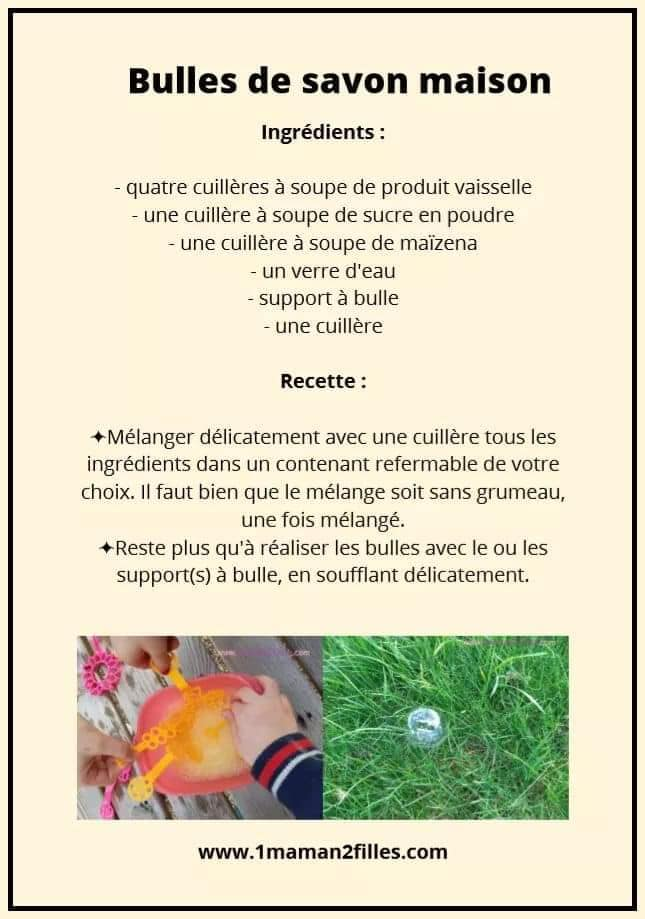 Bulles de savon maison
Ingrédients :
- quatre cuillères à soupe de produit vaisselle
- une cuillère à soupe de sucre en poudre
- une cuillère à soupe de maïzena
- un verre d'eau
- support à bulle
- une cuillère
Recette :
✦Mélanger délicatement avec une cuillère tous les
ingrédients dans un contenant refermable de votre
choix. Il faut bien que le mélange soit sans grumeau,
une fois mélangé.
✦Reste plus qu'à réaliser les bulles avec le ou les
support(s) à bulle, en soufflant délicatement.
www.1maman2filles.com